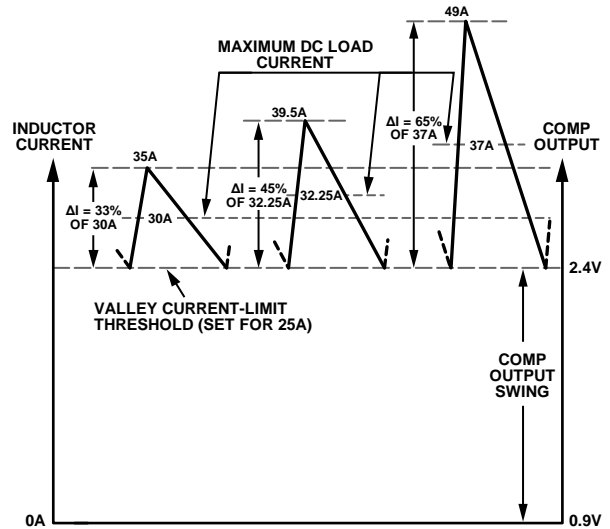 49A
MAXIMUM DC LOAD
CURRENT
39.5A
ΔI = 65%
OF 37A
INDUCTOR
CURRENT
COMP
OUTPUT
35A
37A
ΔI = 45%
OF 32.25A
32.25A
ΔI = 33%
OF 30A
30A
2.4V
VALLEY CURRENT-LIMIT
THRESHOLD (SET FOR 25A)
COMP
OUTPUT
SWING
0A
0.9V